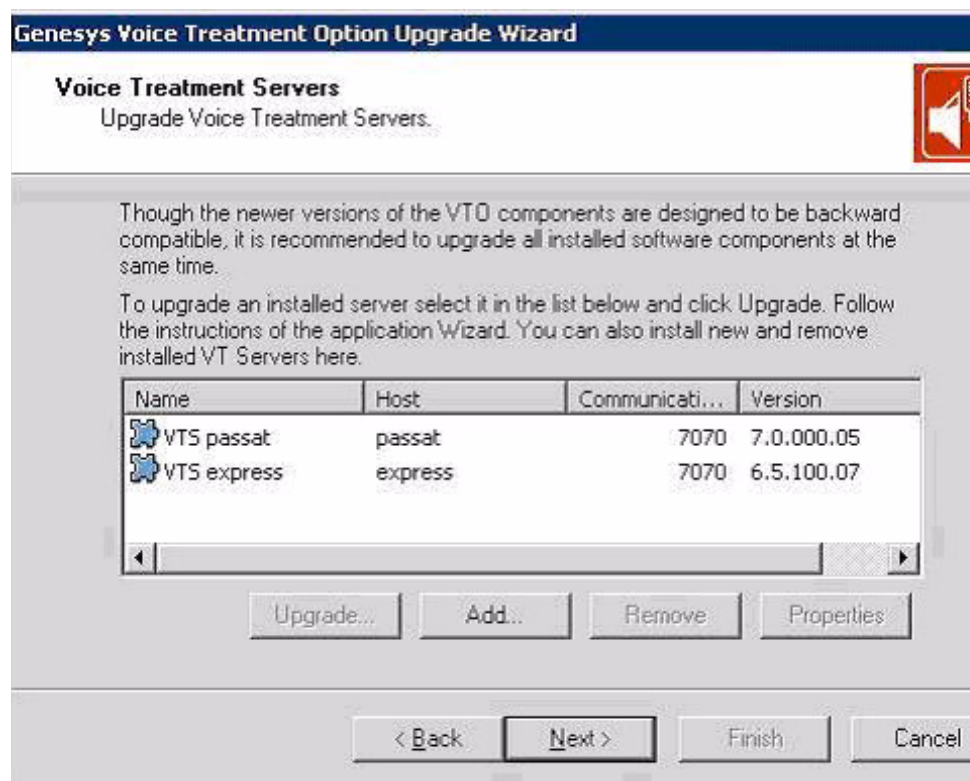 Genesys Voice Treatment Option Upgrade Wizard
Voice Treatment Servers
Upgrade Voice Treatment Servers.
Though the newer versions of the VTO components are designed to be backward
compatible, it is recommended to upgrade all installed software components at the
same time.
To upgrade an installed server select it in the list below and click Upgrade. Follow
the instructions of the application Wizard. You can also install new and remove
installed VT Servers here.
Name Host Communicati... Version
VTS passat passat 7070 7.0.000.05
VTS express express 7070 6.5.100.07
Upgrade... Add... Remove Properties
< Back Next > Finish Cancel